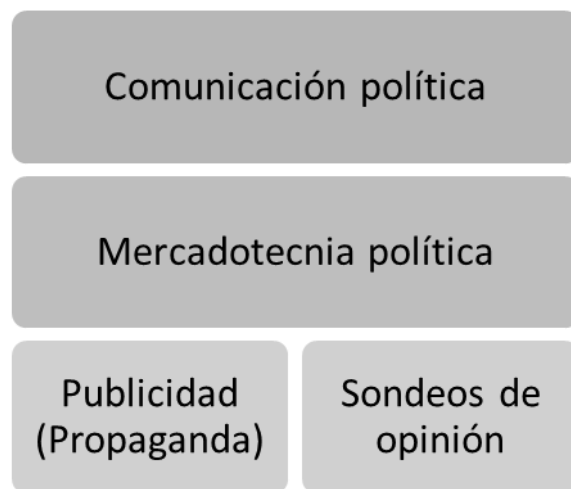 Comunicación política
Mercadotecnia política
Publicidad
(Propaganda)
Sondeos de
opinión